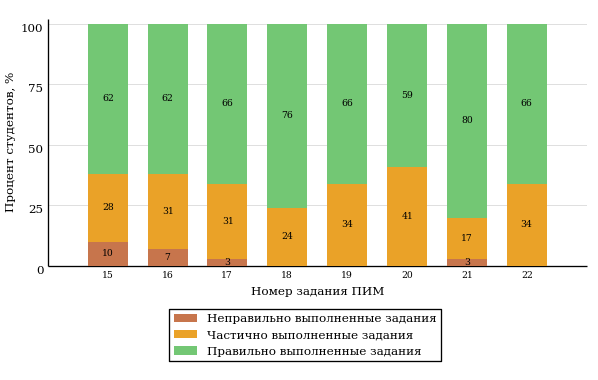 100
75
50
25
0
Процент студентов, %
62 62 66 76 66 59 80 66
28 31 31 24 34 41 17 34
10 7 3 3
15 16 17 18 19 20 21 22
Номер задания ПИМ
Неправильно выполненные задания
Частично выполненные задания
Правильно выполненные задания